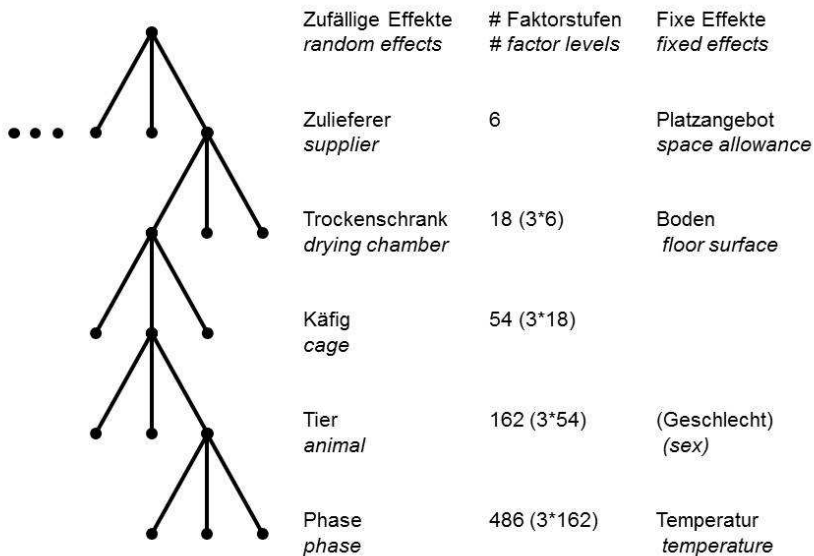 Zufällige Effekte # Faktorstufen Fixe Effekte
random effects # factor levels fixed effects
Zulieferer 6 Platzangebot
supplier space allowance
Trockenschrank 18 (3*6) Boden
drying chamber floor surface
Käfig 54 (3*18)
cage
Tier 162 (3*54) (Geschlecht)
animal (sex)
Phase 486 (3*162) Temperatur
phase temperature